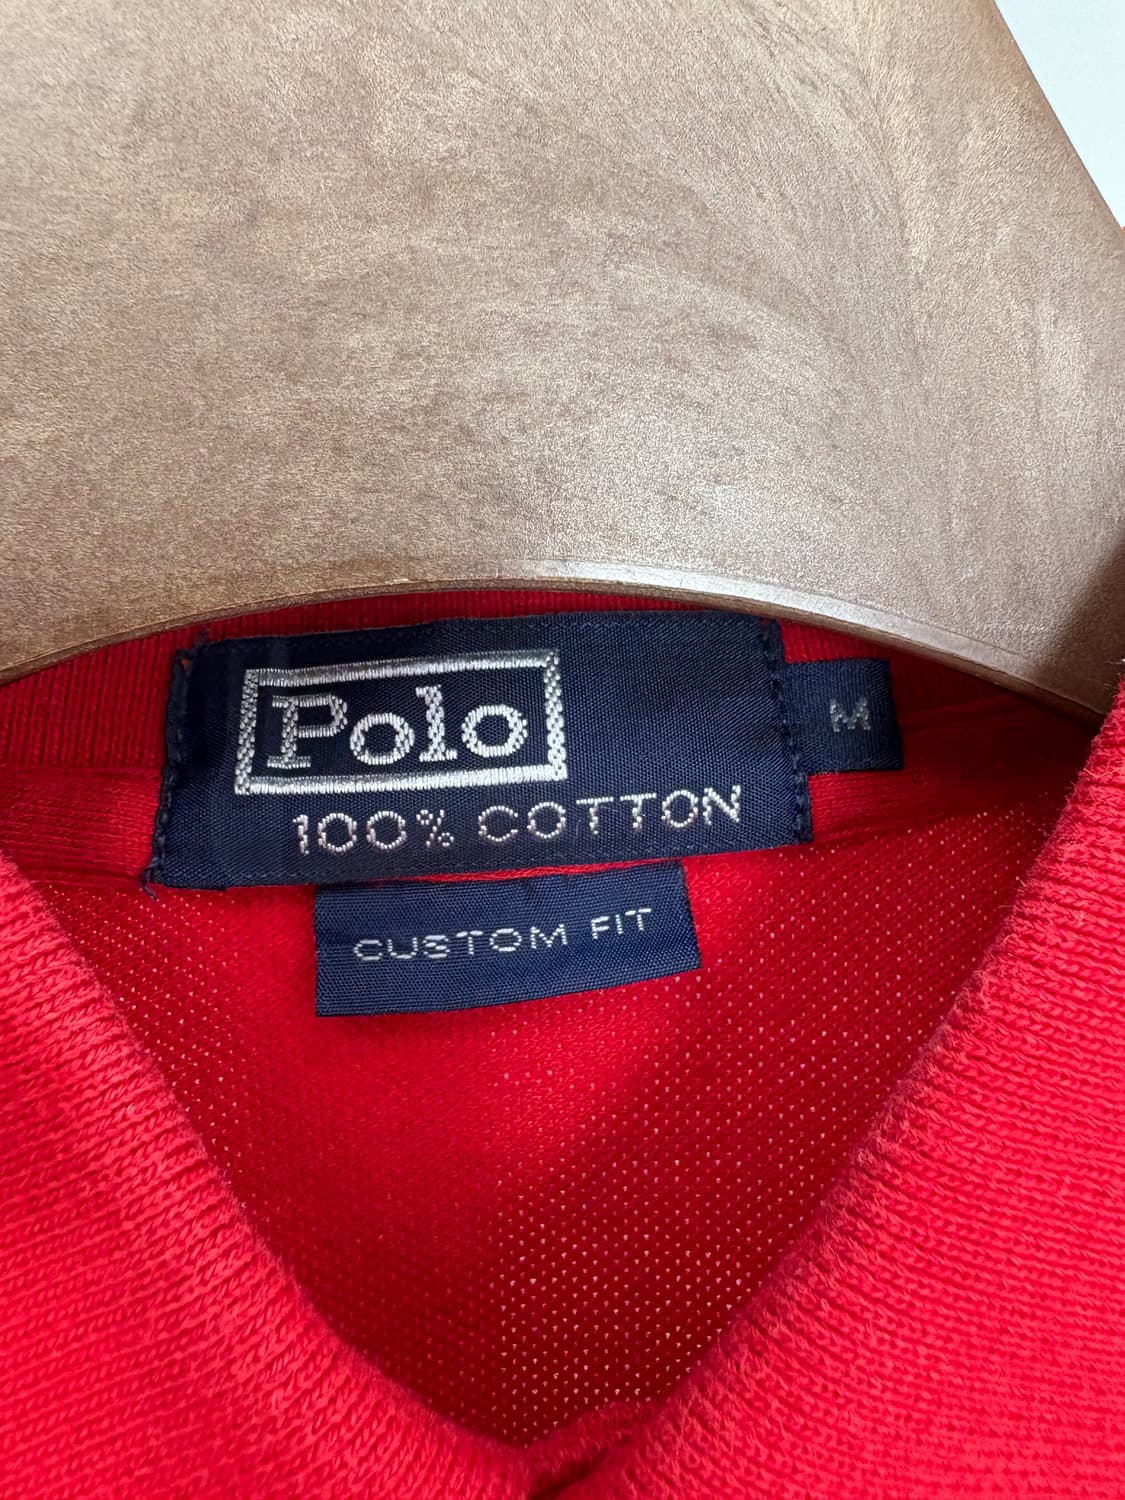 Polo
M
100% COTTON
CUSTOM FIT